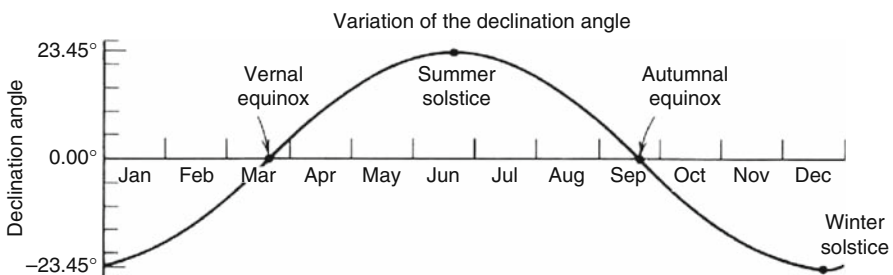 Variation of the declination angle
Declination angle
23.45°
0.00°
–23.45°
Vernal
equinox
Summer
solstice
Autumnal
equinox
Jan Feb Mar Apr May Jun Jul Aug Sep Oct Nov Dec
Winter
solstice